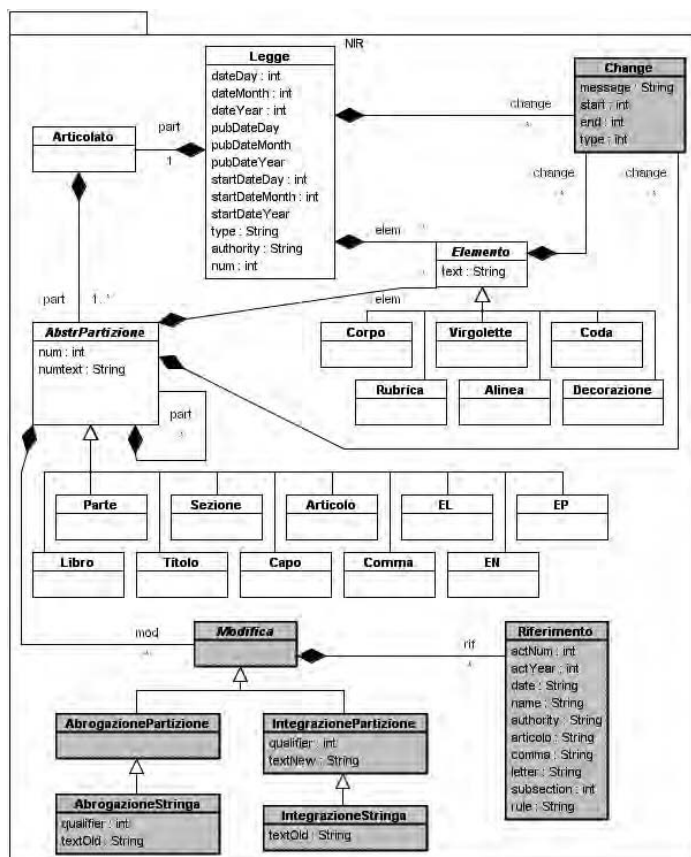 NIR
Legge
dateDay : int
dateMonth : int
dateYear : int
pubDateDay
pubDateMonth
pubDateYear
startDateDay : int
startDateMonth : int
startDateYear
type : String
authority : String
num : int
Change
message : String
start : int
end : int
type : int
change
change
change
Articolato
part
1
elem
Elemento
text : String
part
1..*
elem
AbstrPartizione
num : int
numtext : String
part
Corpo
Virgolette
Coda
Rubrica
Alinea
Decorazione
Parte
Sezione
Articolo
EL
EP
Libro
Titolo
Capo
Comma
EN
mod
Modifica
rif
Riferimento
actNum : int
actYear : int
date : String
name : String
authority : String
articolo : String
comma : String
letter : String
subsection : int
rule : String
AbrogazionePartizione
IntegrazionePartizione
qualifier : int
textNew : String
AbrogazioneStringa
qualifier : int
textOld : String
IntegrazioneStringa
textOld : String